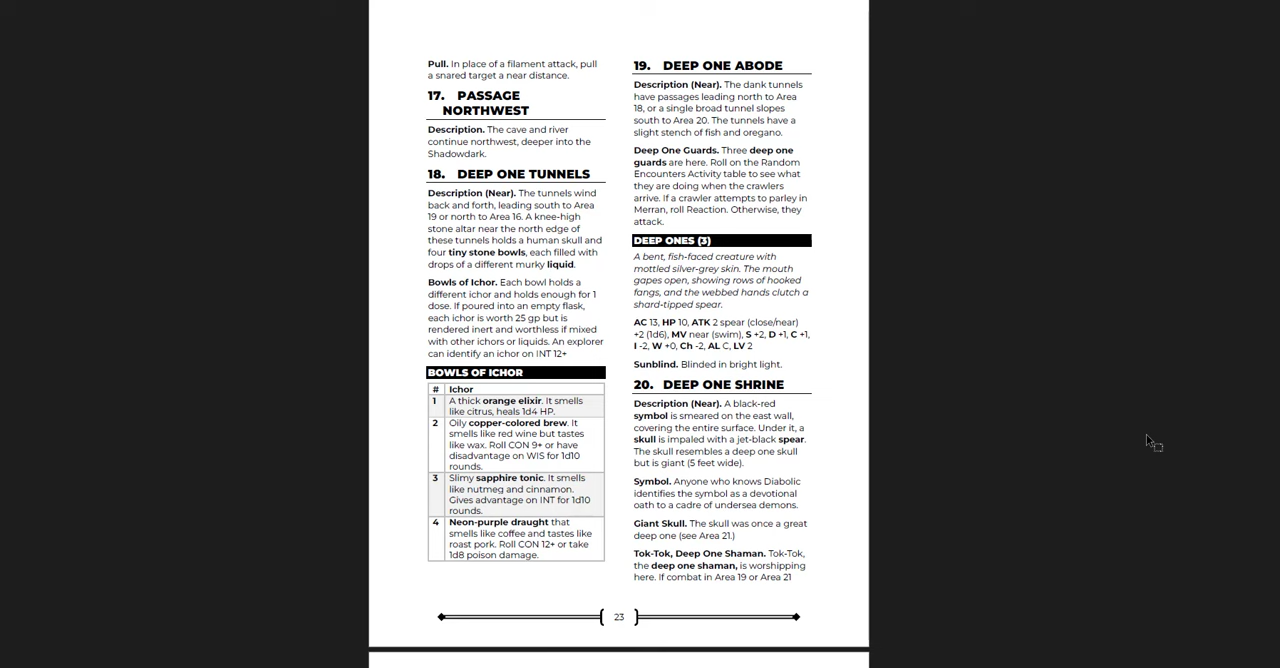 Pull. In place of a filament attack, pull
a snared target a near distance.
17. PASSAGE
NORTHWEST
Description. The cave and river
continue northwest, deeper into the
Shadowdark.
18. DEEP ONE TUNNELS
Description (Near). The tunnels wind
back and forth, leading south to Area
19 or north to Area 16. A knee-high
stone altar near the north edge of
these tunnels holds a human skull and
four tiny stone bowls, each filled with
drops of a different murky liquid.
Bowls of Ichor. Each bowl holds a
different ichor and holds enough for 1
dose. If poured into an empty flask,
each ichor is worth 25 gp but is
rendered inert and worthless if mixed
with other ichors or liquids. An explorer
can identify an ichor on INT 12+
BOWLS OF ICHOR
# Ichor
1 A thick orange elixir. It smells
like citrus, heals 1d4 HP.
2 Oily copper-colored brew. It
smells like red wine but tastes
like wax. Roll CON 9+ or have
disadvantage on WIS for 1d10
rounds.
3 Slimy sapphire tonic. It smells
like nutmeg and cinnamon.
Gives advantage on INT for 1d10
rounds.
4 Neon-purple draught that
smells like coffee and tastes like
roast pork. Roll CON 12+ or take
1d8 poison damage.
19. DEEP ONE ABODE
Description (Near). The dank tunnels
have passages leading north to Area
18, or a single broad tunnel slopes
south to Area 20. The tunnels have a
slight stench of fish and oregano.
Deep One Guards. Three deep one
guards are here. Roll on the Random
Encounters Activity table to see what
they are doing when the crawlers
arrive. If a crawler attempts to parley in
Merran, roll Reaction. Otherwise, they
attack.
DEEP ONES (3)
A bent, fish-faced creature with
mottled silver-grey skin. The mouth
gapes open, showing rows of hooked
fangs, and the webbed hands clutch a
shard-tipped spear.
AC 13, HP 10, ATK 2 spear (close/near)
+2 (1d6), MV near (swim), S +2, D +1, C +1,
I -2, W +0, Ch -2, AL C, LV 2
Sunblind. Blinded in bright light.
20. DEEP ONE SHRINE
Description (Near). A black-red
symbol is smeared on the east wall,
covering the entire surface. Under it, a
skull is impaled with a jet-black spear.
The skull resembles a deep one skull
but is giant (5 feet wide).
Symbol. Anyone who knows Diabolic
identifies the symbol as a devotional
oath to a cadre of undersea demons.
Giant Skull. The skull was once a great
deep one (see Area 21.)
Tok-Tok, Deep One Shaman. Tok-Tok,
the deep one shaman, is worshipping
here. If combat in Area 19 or Area 21
23